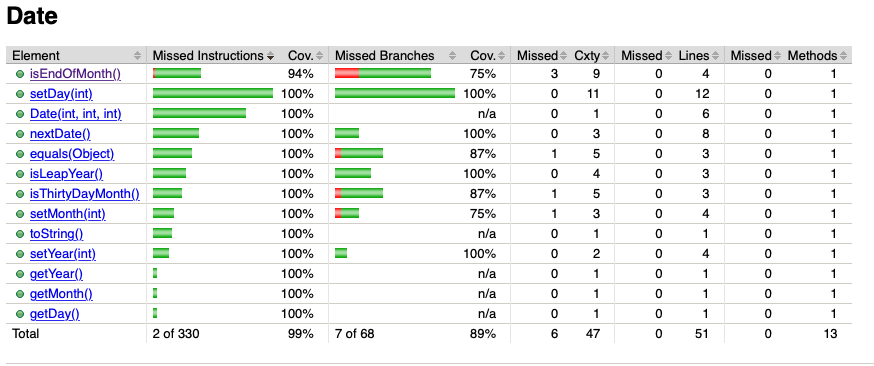 Date
Element Missed Instructions Cov. Missed Branches Cov. Missed Cxty Missed Lines Missed Methods
isEndOfMonth() 94% 75% 3 9 0 4 0 1
setDay(int) 100% 100% 0 11 0 12 0 1
Date(int, int, int) 100% n/a 0 1 0 6 0 1
nextDate() 100% 100% 0 3 0 8 0 1
equals(Object) 100% 87% 1 5 0 3 0 1
isLeapYear() 100% 100% 0 4 0 3 0 1
isThirtyDayMonth() 100% 87% 1 5 0 3 0 1
setMonth(int) 100% 75% 1 3 0 4 0 1
toString() 100% n/a 0 1 0 1 0 1
setYear(int) 100% 100% 0 2 0 4 0 1
getYear() 100% n/a 0 1 0 1 0 1
getMonth() 100% n/a 0 1 0 1 0 1
getDay() 100% n/a 0 1 0 1 0 1
Total 2 of 330 99% 7 of 68 89% 6 47 0 51 0 13